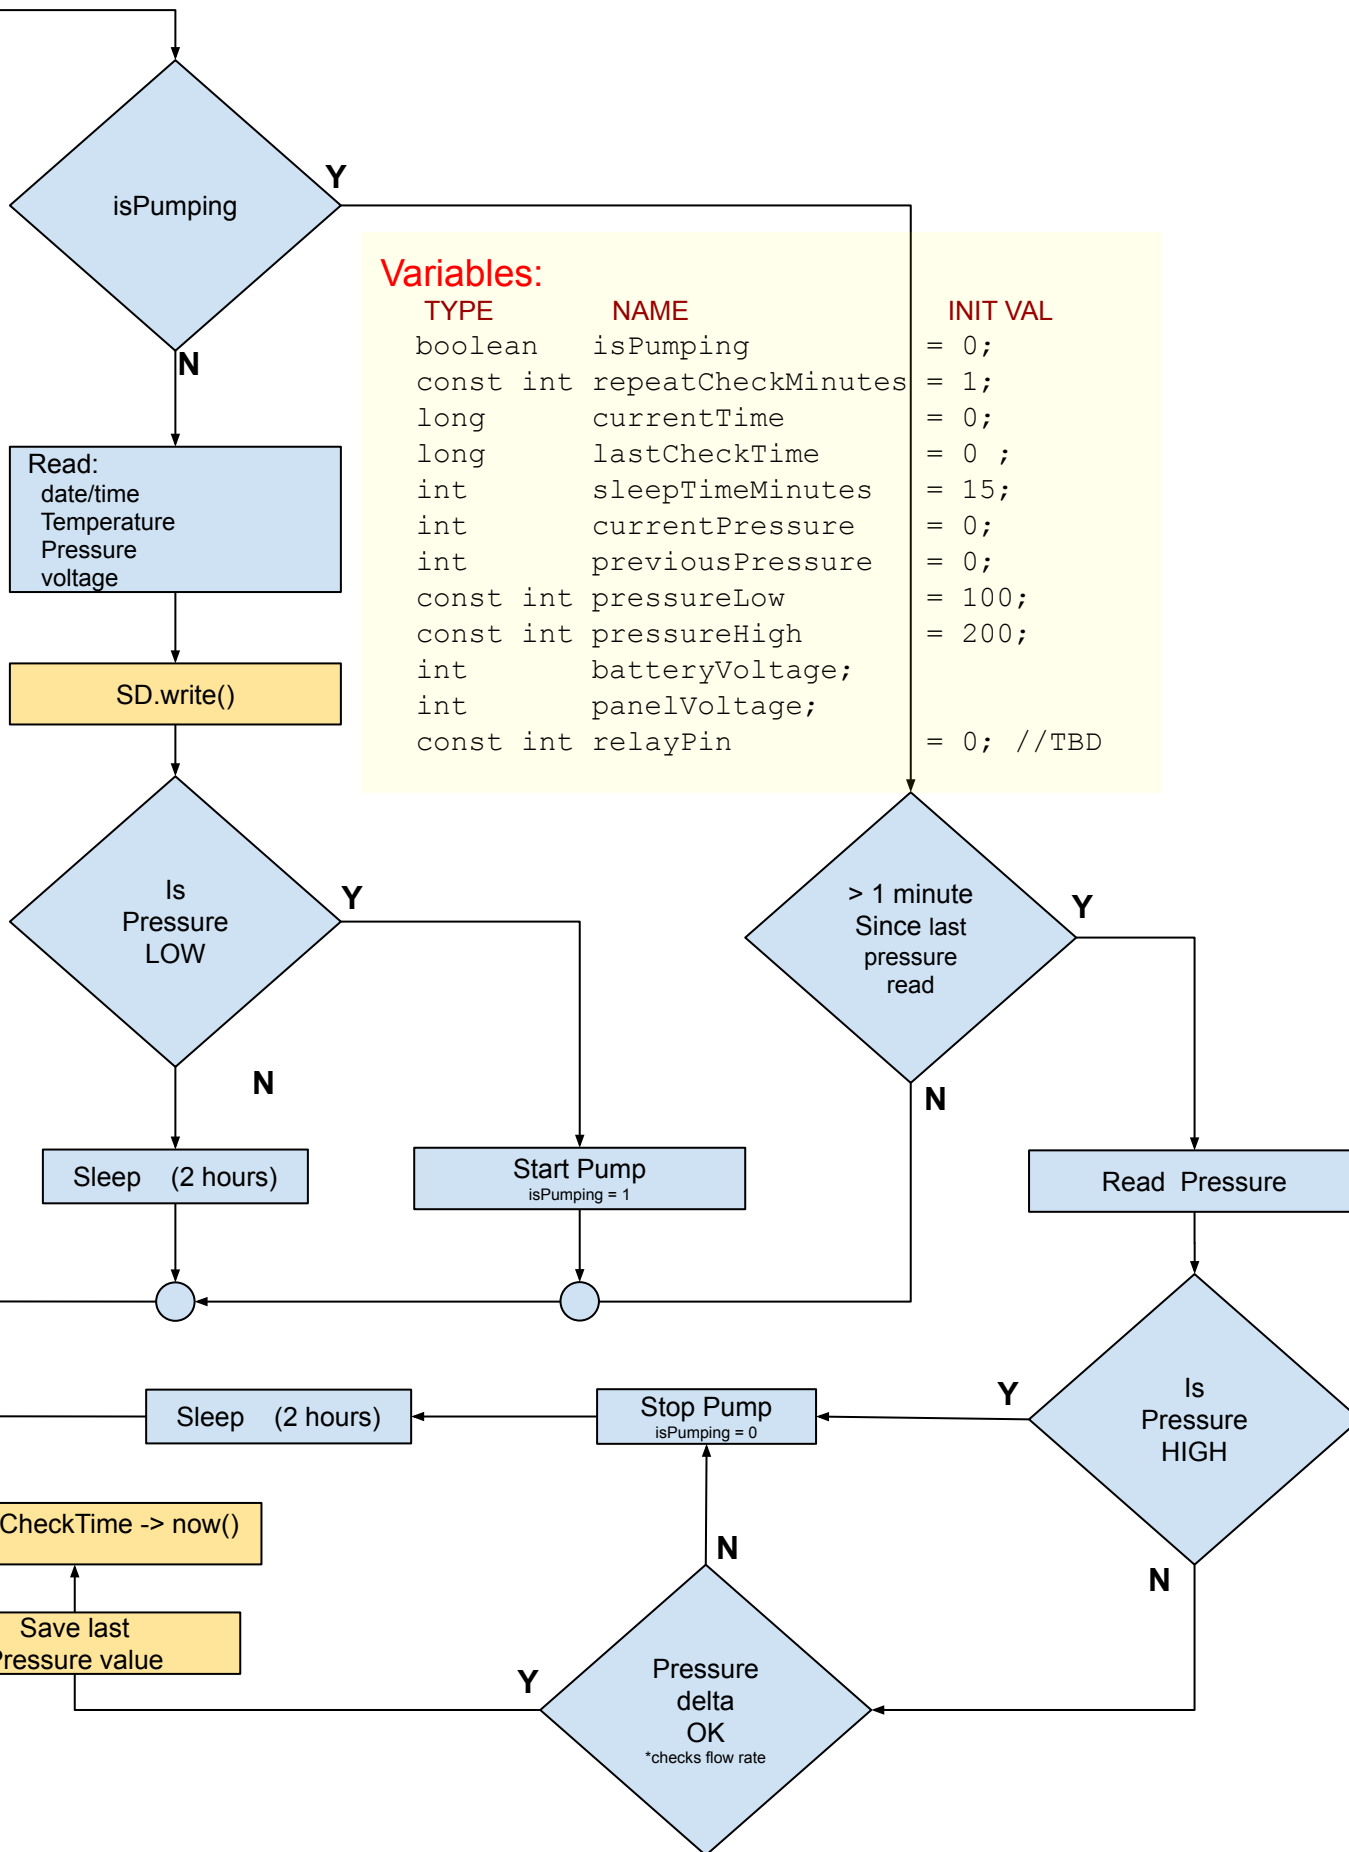 isPumping
Y
N
Variables:
TYPE NAME INIT VAL
boolean isPumping = 0;
const int repeatCheckMinutes = 1;
long currentTime = 0;
long lastCheckTime = 0 ;
int sleepTimeMinutes = 15;
int currentPressure = 0;
int previousPressure = 0;
const int pressureLow = 100;
const int pressureHigh = 200;
int batteryVoltage;
int panelVoltage;
const int relayPin = 0; //TBD
Read:
date/time
Temperature
Pressure
voltage
SD.write()
Is
Pressure
LOW
Y
N
> 1 minute
Since last
pressure
read
Y
N
Sleep (2 hours)
Start Pump
isPumping = 1
Read Pressure
Is
Pressure
HIGH
Y
N
Stop Pump
isPumping = 0
Sleep (2 hours)
CheckTime -> now()
Save last
Pressure value
Pressure
delta
OK
*checks flow rate
N
Y